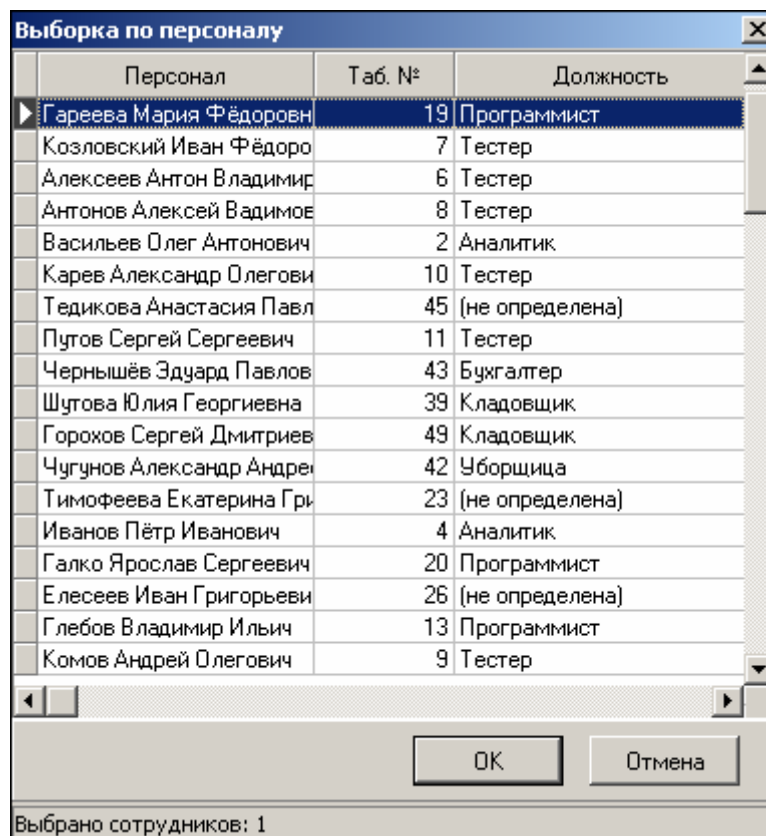 Выборка по персоналу
Персонал Таб. № Должность
Гареева Мария Фёдоровн 19 Программист
Козловский Иван Фёдоро 7 Тестер
Алексеев Антон Владимир 6 Тестер
Антонов Алексей Вадимов 8 Тестер
Васильев Олег Антонович 2 Аналитик
Карев Александр Олегови 10 Тестер
Тедикова Анастасия Павл 45 (не определена)
Путов Сергей Сергеевич 11 Тестер
Чернышёв Эдуард Павлов 43 Бухгалтер
Шутова Юлия Георгиевна 39 Кладовщик
Горохов Сергей Дмитриев 49 Кладовщик
Чугунов Александр Андре 42 Уборщица
Тимофеева Екатерина Гри 23 (не определена)
Иванов Пётр Иванович 4 Аналитик
Галко Ярослав Сергеевич 20 Программист
Елесеев Иван Григорьеви 26 (не определена)
Глебов Владимир Ильич 13 Программист
Комов Андрей Олегович 9 Тестер
OK Отмена
Выбрано сотрудников: 1